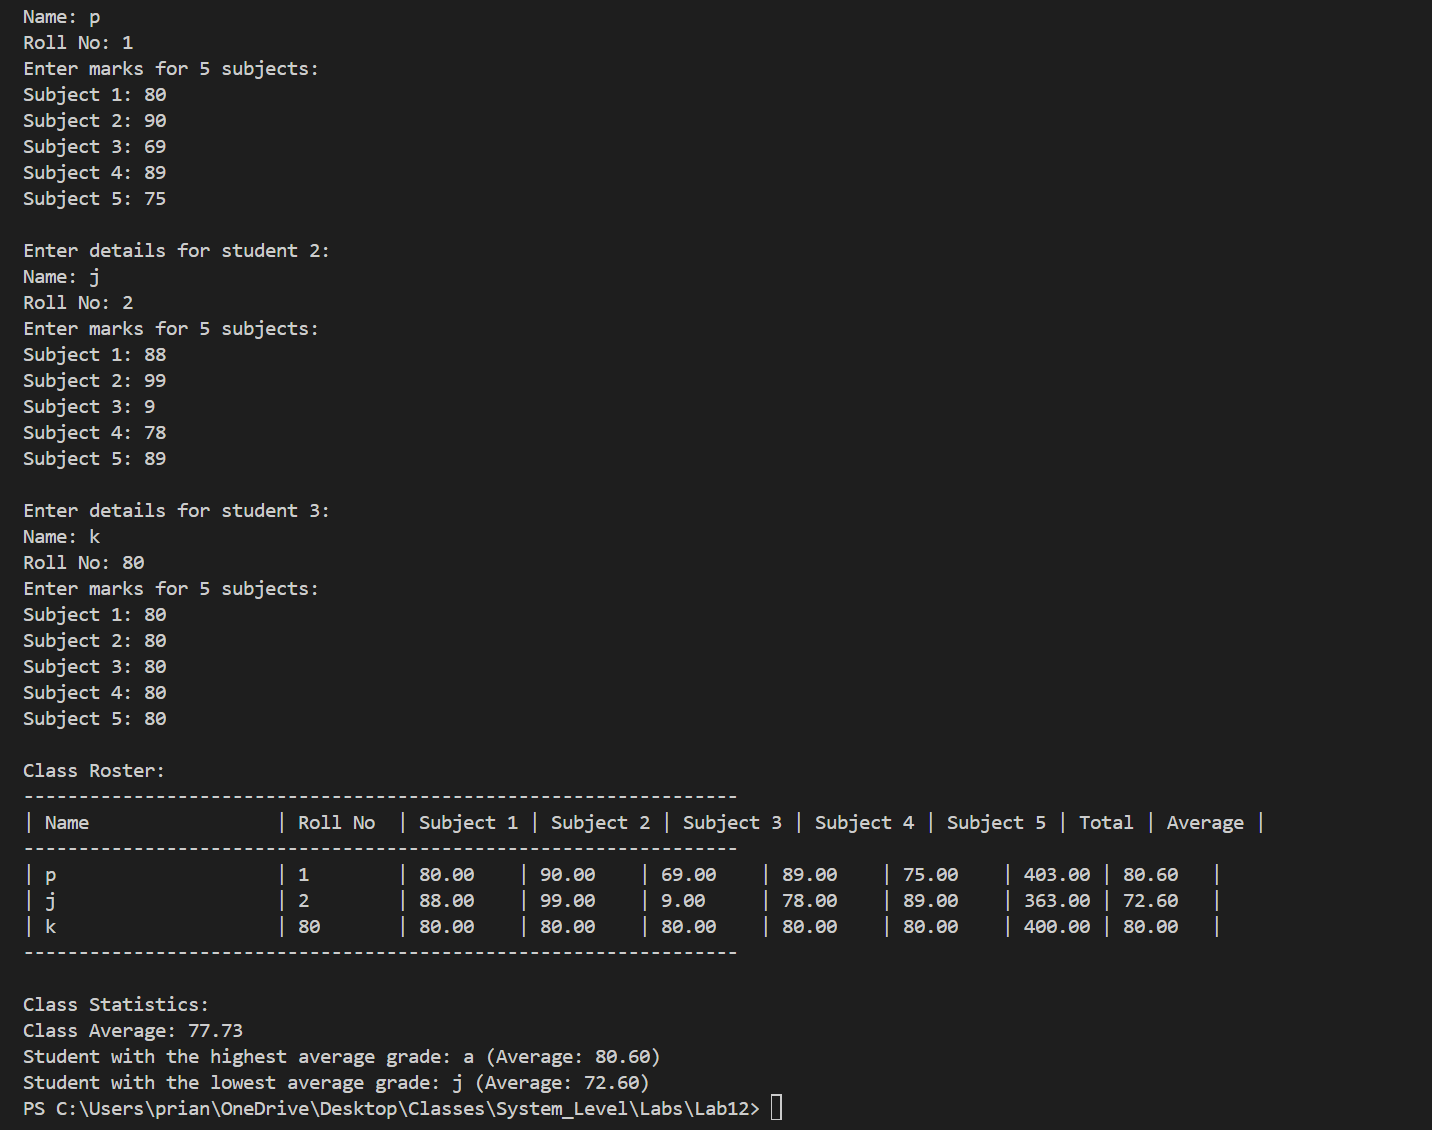 Name: p
Roll No: 1
Enter marks for 5 subjects:
Subject 1: 80
Subject 2: 90
Subject 3: 69
Subject 4: 89
Subject 5: 75

Enter details for student 2:
Name: j
Roll No: 2
Enter marks for 5 subjects:
Subject 1: 88
Subject 2: 99
Subject 3: 9
Subject 4: 78
Subject 5: 89

Enter details for student 3:
Name: k
Roll No: 80
Enter marks for 5 subjects:
Subject 1: 80
Subject 2: 80
Subject 3: 80
Subject 4: 80
Subject 5: 80

Class Roster:
-----------------------------------------------------------------
| Name                 | Roll No  | Subject 1 | Subject 2 | Subject 3 | Subject 4 | Subject 5 | Total | Average |
-----------------------------------------------------------------
| p                    | 1        | 80.00    | 90.00    | 69.00    | 89.00    | 75.00    | 403.00 | 80.60   |
| j                    | 2        | 88.00    | 99.00    | 9.00     | 78.00    | 89.00    | 363.00 | 72.60   |
| k                    | 80       | 80.00    | 80.00    | 80.00    | 80.00    | 80.00    | 400.00 | 80.00   |
-----------------------------------------------------------------

Class Statistics:
Class Average: 77.73
Student with the highest average grade: a (Average: 80.60)
Student with the lowest average grade: j (Average: 72.60)
PS C:\Users\prian\OneDrive\Desktop\Classes\System_Level\Labs\Lab12>